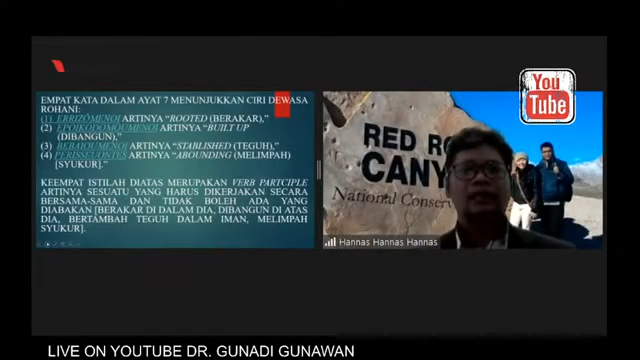 You
Tube
EMPAT KATA DALAM AYAT 7 MENUNJUKKAN CIRI DEWASA
ROHANI:
(1) ERRIZÔMENOI ARTINYA “ROOTED (BERAKAR),”
(2) EPOIKODOMOUMENOI ARTINYA “BUILT UP
(DIBANGUN),”
(3) BEBAIOUMENOI ARTINYA “STABLISHED (TEGUH),”
(4) PERISSEUONTES ARTINYA “ABOUNDING (MELIMPAH)
[SYUKUR].”
KEEMPAT ISTILAH DIATAS MERUPAKAN VERB PARTCIPLE
ARTINYA SESUATU YANG HARUS DIKERJAKAN SECARA
BERSAMA-SAMA DAN TIDAK BOLEH ADA YANG
DIABAKAN [BERAKAR DI DALAM DIA, DIBANGUN DI ATAS
DIA, BERTAMBAH TEGUH DALAM IMAN, MELIMPAH
SYUKUR].
RED RO
CANY
National Conserv
Hannas Hannas Hannas
LIVE ON YOUTUBE DR. GUNADI GUNAWAN